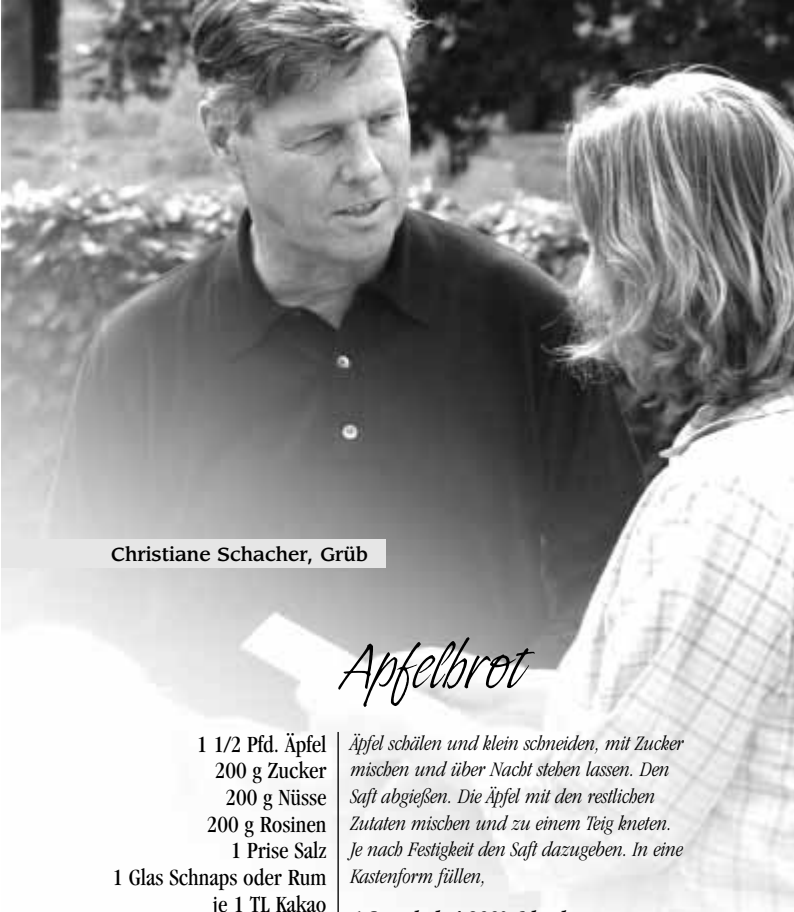 Christiane Schacher, Grüb
Apfelbrot
1 1/2 Pfd. Äpfel
200 g Zucker
200 g Nüsse
200 g Rosinen
1 Prise Salz
1 Glas Schnaps oder Rum
je 1 TL Kakao
Äpfel schälen und klein schneiden, mit Zucker
mischen und über Nacht stehen lassen. Den
Saft abgießen. Die Äpfel mit den restlichen
Zutaten mischen und zu einem Teig kneten.
Je nach Festigkeit den Saft dazugeben. In eine
Kastenform füllen,